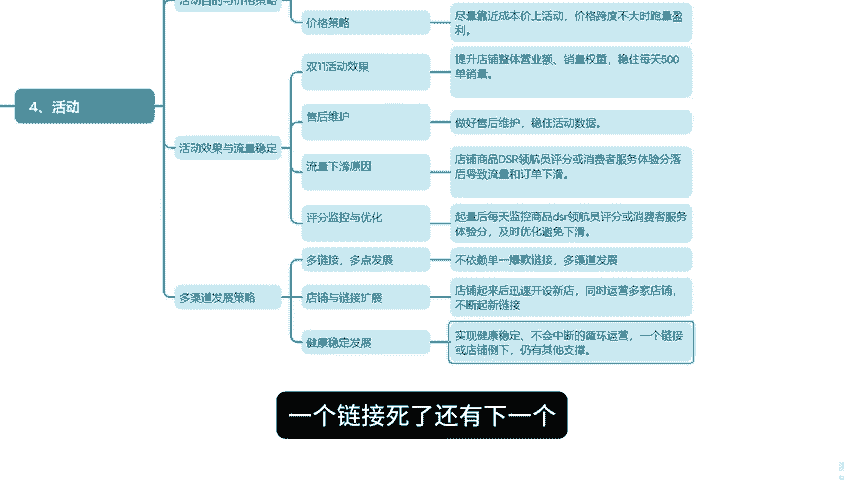 活动目的与价格策略
价格策略
尽量靠近成本价上活动，价格跨度不大时跑量盈
利。
4、活动
活动效果与流量稳定
双11活动效果
提升店铺整体营业额、销量权重，稳住每天500
单销量。
售后维护
做好售后维护，稳住活动数据。
流量下滑原因
店铺商品DSR领航员评分或消费者服务体验分落
后导致流量和订单下滑。
评分监控与优化
起量后每天监控商品dsr领航员评分或消费者服务
体验分，及时优化避免下滑。
多渠道发展策略
多链接，多点发展
不依赖单一爆款链接，多渠道发展
店铺与链接扩展
店铺起来后迅速开设新店，同时运营多家店铺，
不断起新链接
健康稳定发展
实现健康稳定、不会中断的循环运营，一个链接
或店铺倒下，仍有其他支撑。
一个链接死了还有下一个